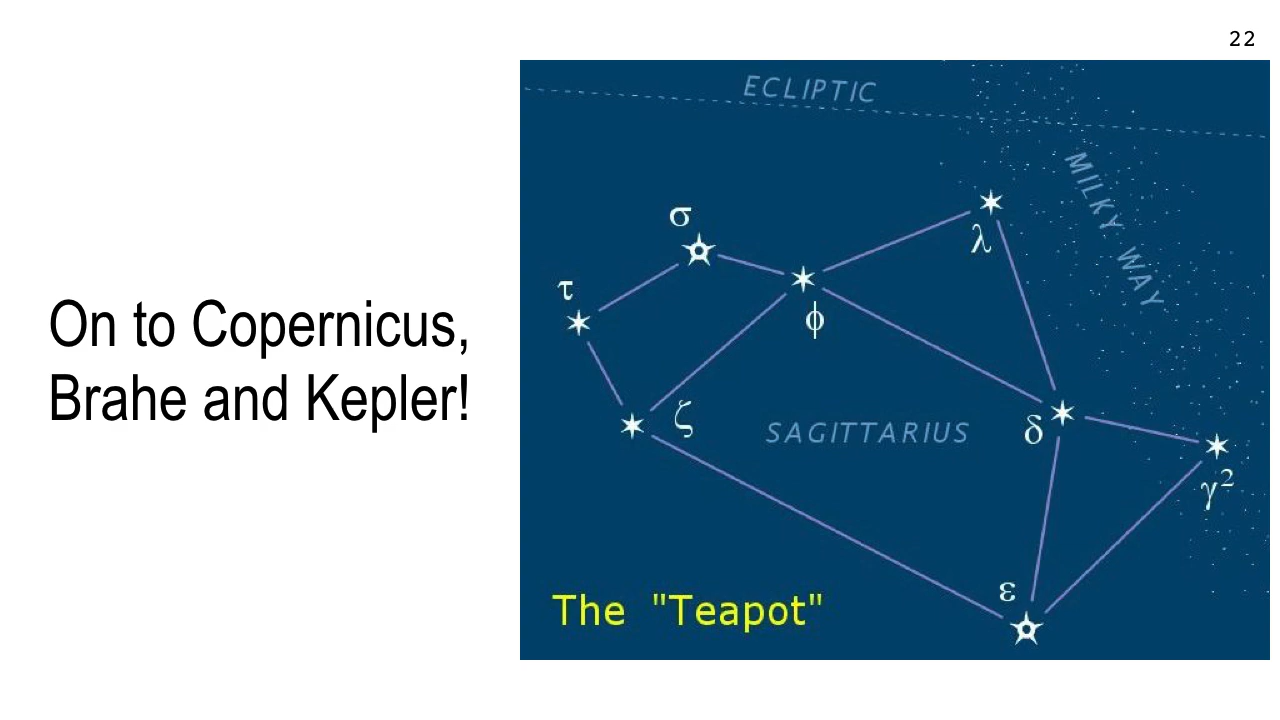 22
On to Copernicus,
Brahe and Kepler!
ECLIPTIC
MILKY WAY
σ
λ
τ
ϕ
ζ
SAGITTARIUS
δ
γ²
ε
The "Teapot"